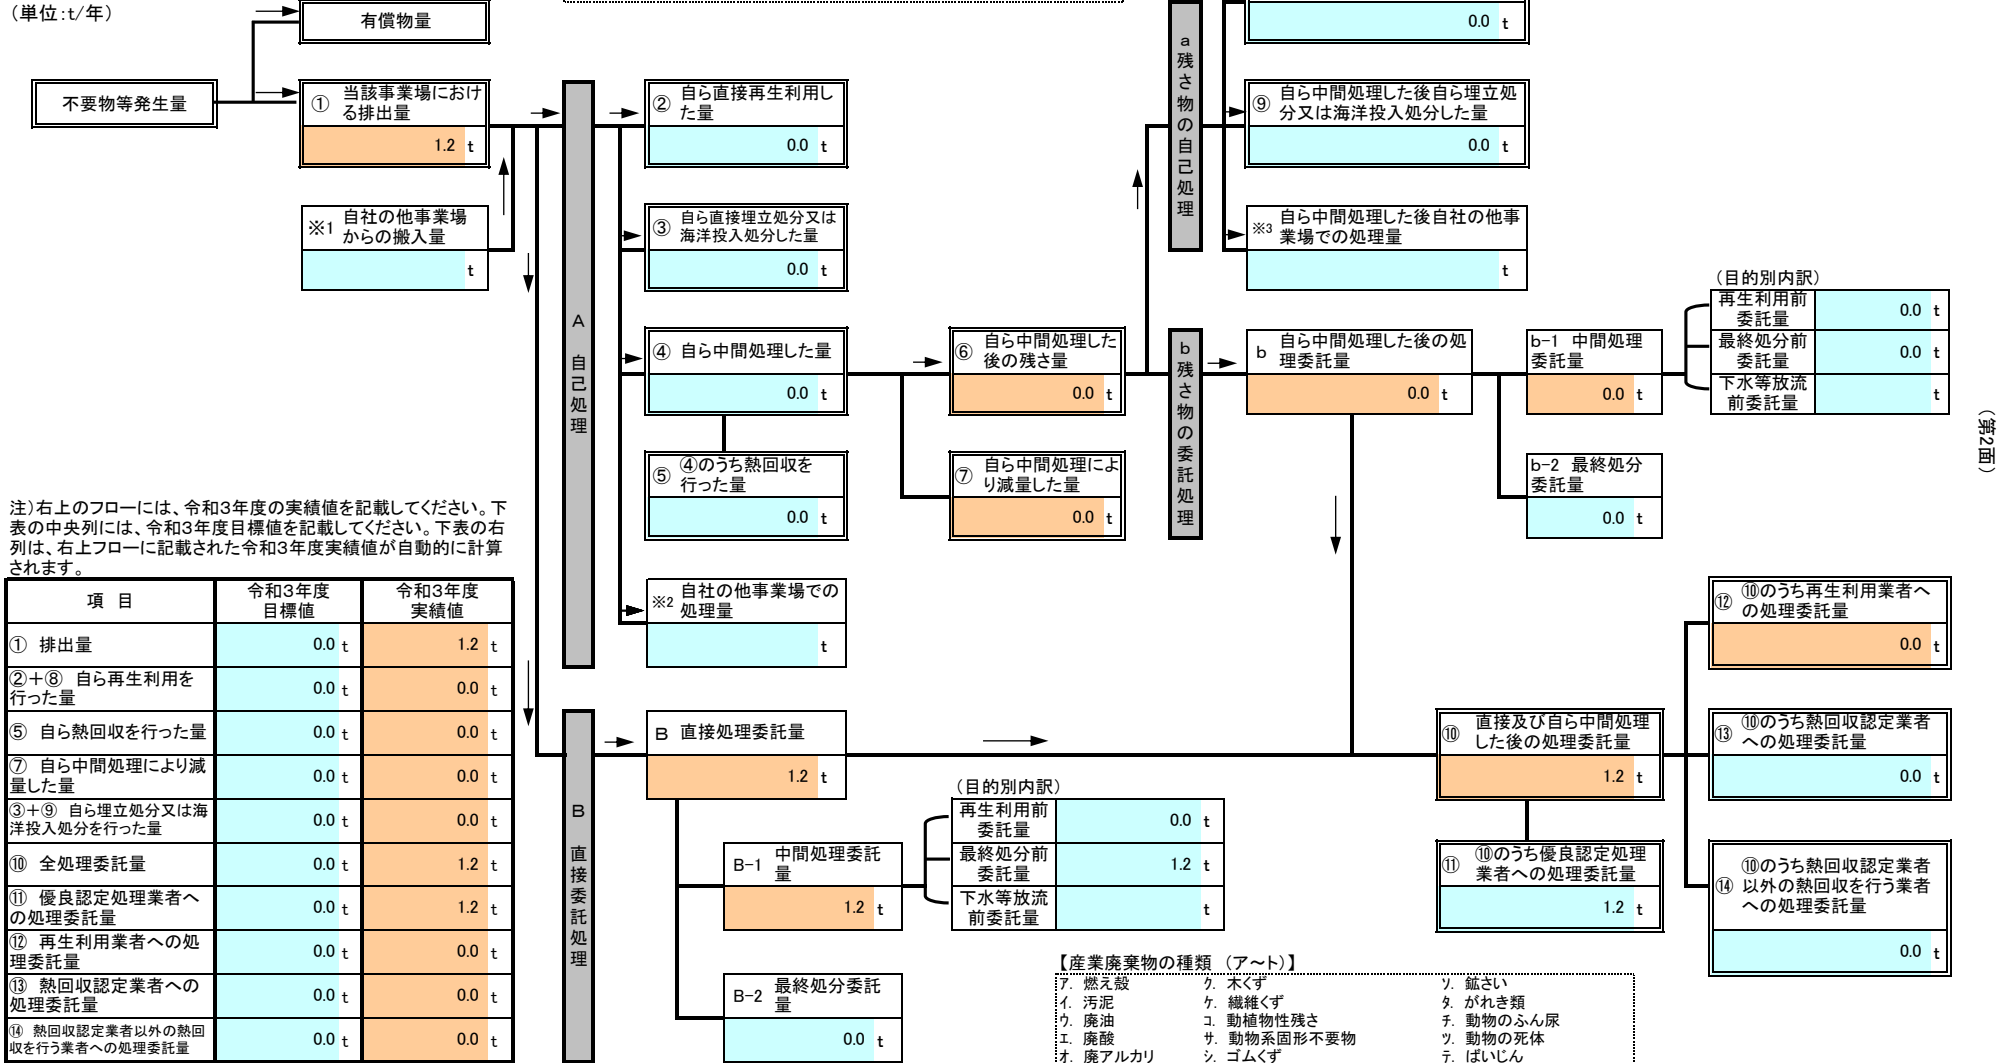 （単位：t/年）
有償物量
不要物等発生量
①
当該事業場におけ
る排出量
1.2 t
※1
自社の他事業場
からの搬入量
t
A 自己処理
②
自ら直接再生利用し
た量
0.0 t
③
自ら直接埋立処分又は
海洋投入処分した量
0.0 t
④ 自ら中間処理した量
0.0 t
⑤
④のうち熱回収を
行った量
0.0 t
※2
自社の他事業場での
処理量
t
⑥
自ら中間処理した
後の残さ量
0.0 t
⑦
自ら中間処理によ
り減量した量
0.0 t
a残さ物の自己処理
0.0 t
⑨
自ら中間処理した後自ら埋立処
分又は海洋投入処分した量
0.0 t
※3
自ら中間処理した後自社の他事
業場での処理量
t
b残さ物の委託処理
b
自ら中間処理した後の処
理委託量
0.0 t
b-1 中間処理
委託量
0.0 t
b-2 最終処分
委託量
0.0 t
（目的別内訳）
再生利用前
委託量
0.0 t
最終処分前
委託量
0.0 t
下水等放流
前委託量
t
（第2面）
注）右上のフローには、令和3年度の実績値を記載してください。下
表の中央列には、令和3年度目標値を記載してください。下表の右
列は、右上フローに記載された令和3年度実績値が自動的に計算
されます。
項 目
令和3年度
目標値
令和3年度
実績値
① 排出量 0.0 t 1.2 t
②＋⑧ 自ら再生利用を
行った量
0.0 t 0.0 t
⑤ 自ら熱回収を行った量 0.0 t 0.0 t
⑦ 自ら中間処理により減
量した量
0.0 t 0.0 t
③＋⑨ 自ら埋立処分又は海
洋投入処分を行った量
0.0 t 0.0 t
⑩ 全処理委託量 0.0 t 1.2 t
⑪ 優良認定処理業者へ
の処理委託量
0.0 t 1.2 t
⑫ 再生利用業者への処
理委託量
0.0 t 0.0 t
⑬ 熱回収認定業者への
処理委託量
0.0 t 0.0 t
⑭ 熱回収認定業者以外の熱回
収を行う業者への処理委託量
0.0 t 0.0 t
B 直接委託処理
B 直接処理委託量
1.2 t
B-1
中間処理委託
量
1.2 t
B-2
最終処分委託
量
0.0 t
（目的別内訳）
再生利用前
委託量
0.0 t
最終処分前
委託量
1.2 t
下水等放流
前委託量
t
⑩
直接及び自ら中間処理
した後の処理委託量
1.2 t
⑪
⑩のうち優良認定処理
業者への処理委託量
1.2 t
⑫
⑩のうち再生利用業者へ
の処理委託量
0.0 t
⑬
⑩のうち熱回収認定業者
への処理委託量
0.0 t
⑭
⑩のうち熱回収認定業者
以外の熱回収を行う業者
への処理委託量
0.0 t
【産業廃棄物の種類 （ア～ト）】
ア. 燃え殻 ク. 木くず ソ. 鉱さい
イ. 汚泥 ケ. 繊維くず タ. がれき類
ウ. 廃油 コ. 動植物性残さ チ. 動物のふん尿
エ. 廃酸 サ. 動物系固形不要物 ツ. 動物の死体
オ. 廃アルカリ シ. ゴムくず テ. ばいじん